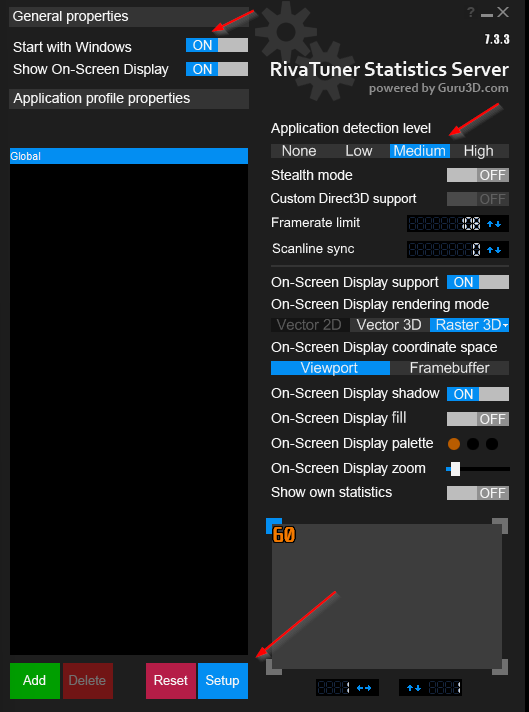 General properties
? 
7.3.3
Start with Windows ON
Show On-Screen Display ON
RivaTuner Statistics Server
powered by Guru3D.com
Application profile properties
Global
Application detection level
None Low Medium High
Stealth mode OFF
Custom Direct3D support OFF
Framerate limit
Scanline sync 0
On-Screen Display support ON
On-Screen Display rendering mode
Vector 2D Vector 3D Raster 3D
On-Screen Display coordinate space
Viewport Framebuffer
On-Screen Display shadow ON
On-Screen Display fill OFF
On-Screen Display palette
On-Screen Display zoom
Show own statistics OFF
60
Add Delete Reset Setup
1 1